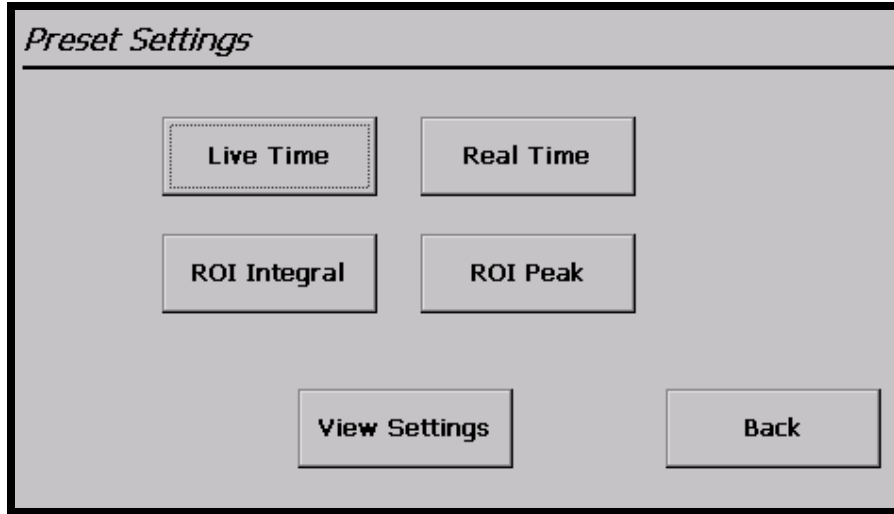 Preset Settings
Live Time
Real Time
ROI Integral
ROI Peak
View Settings
Back